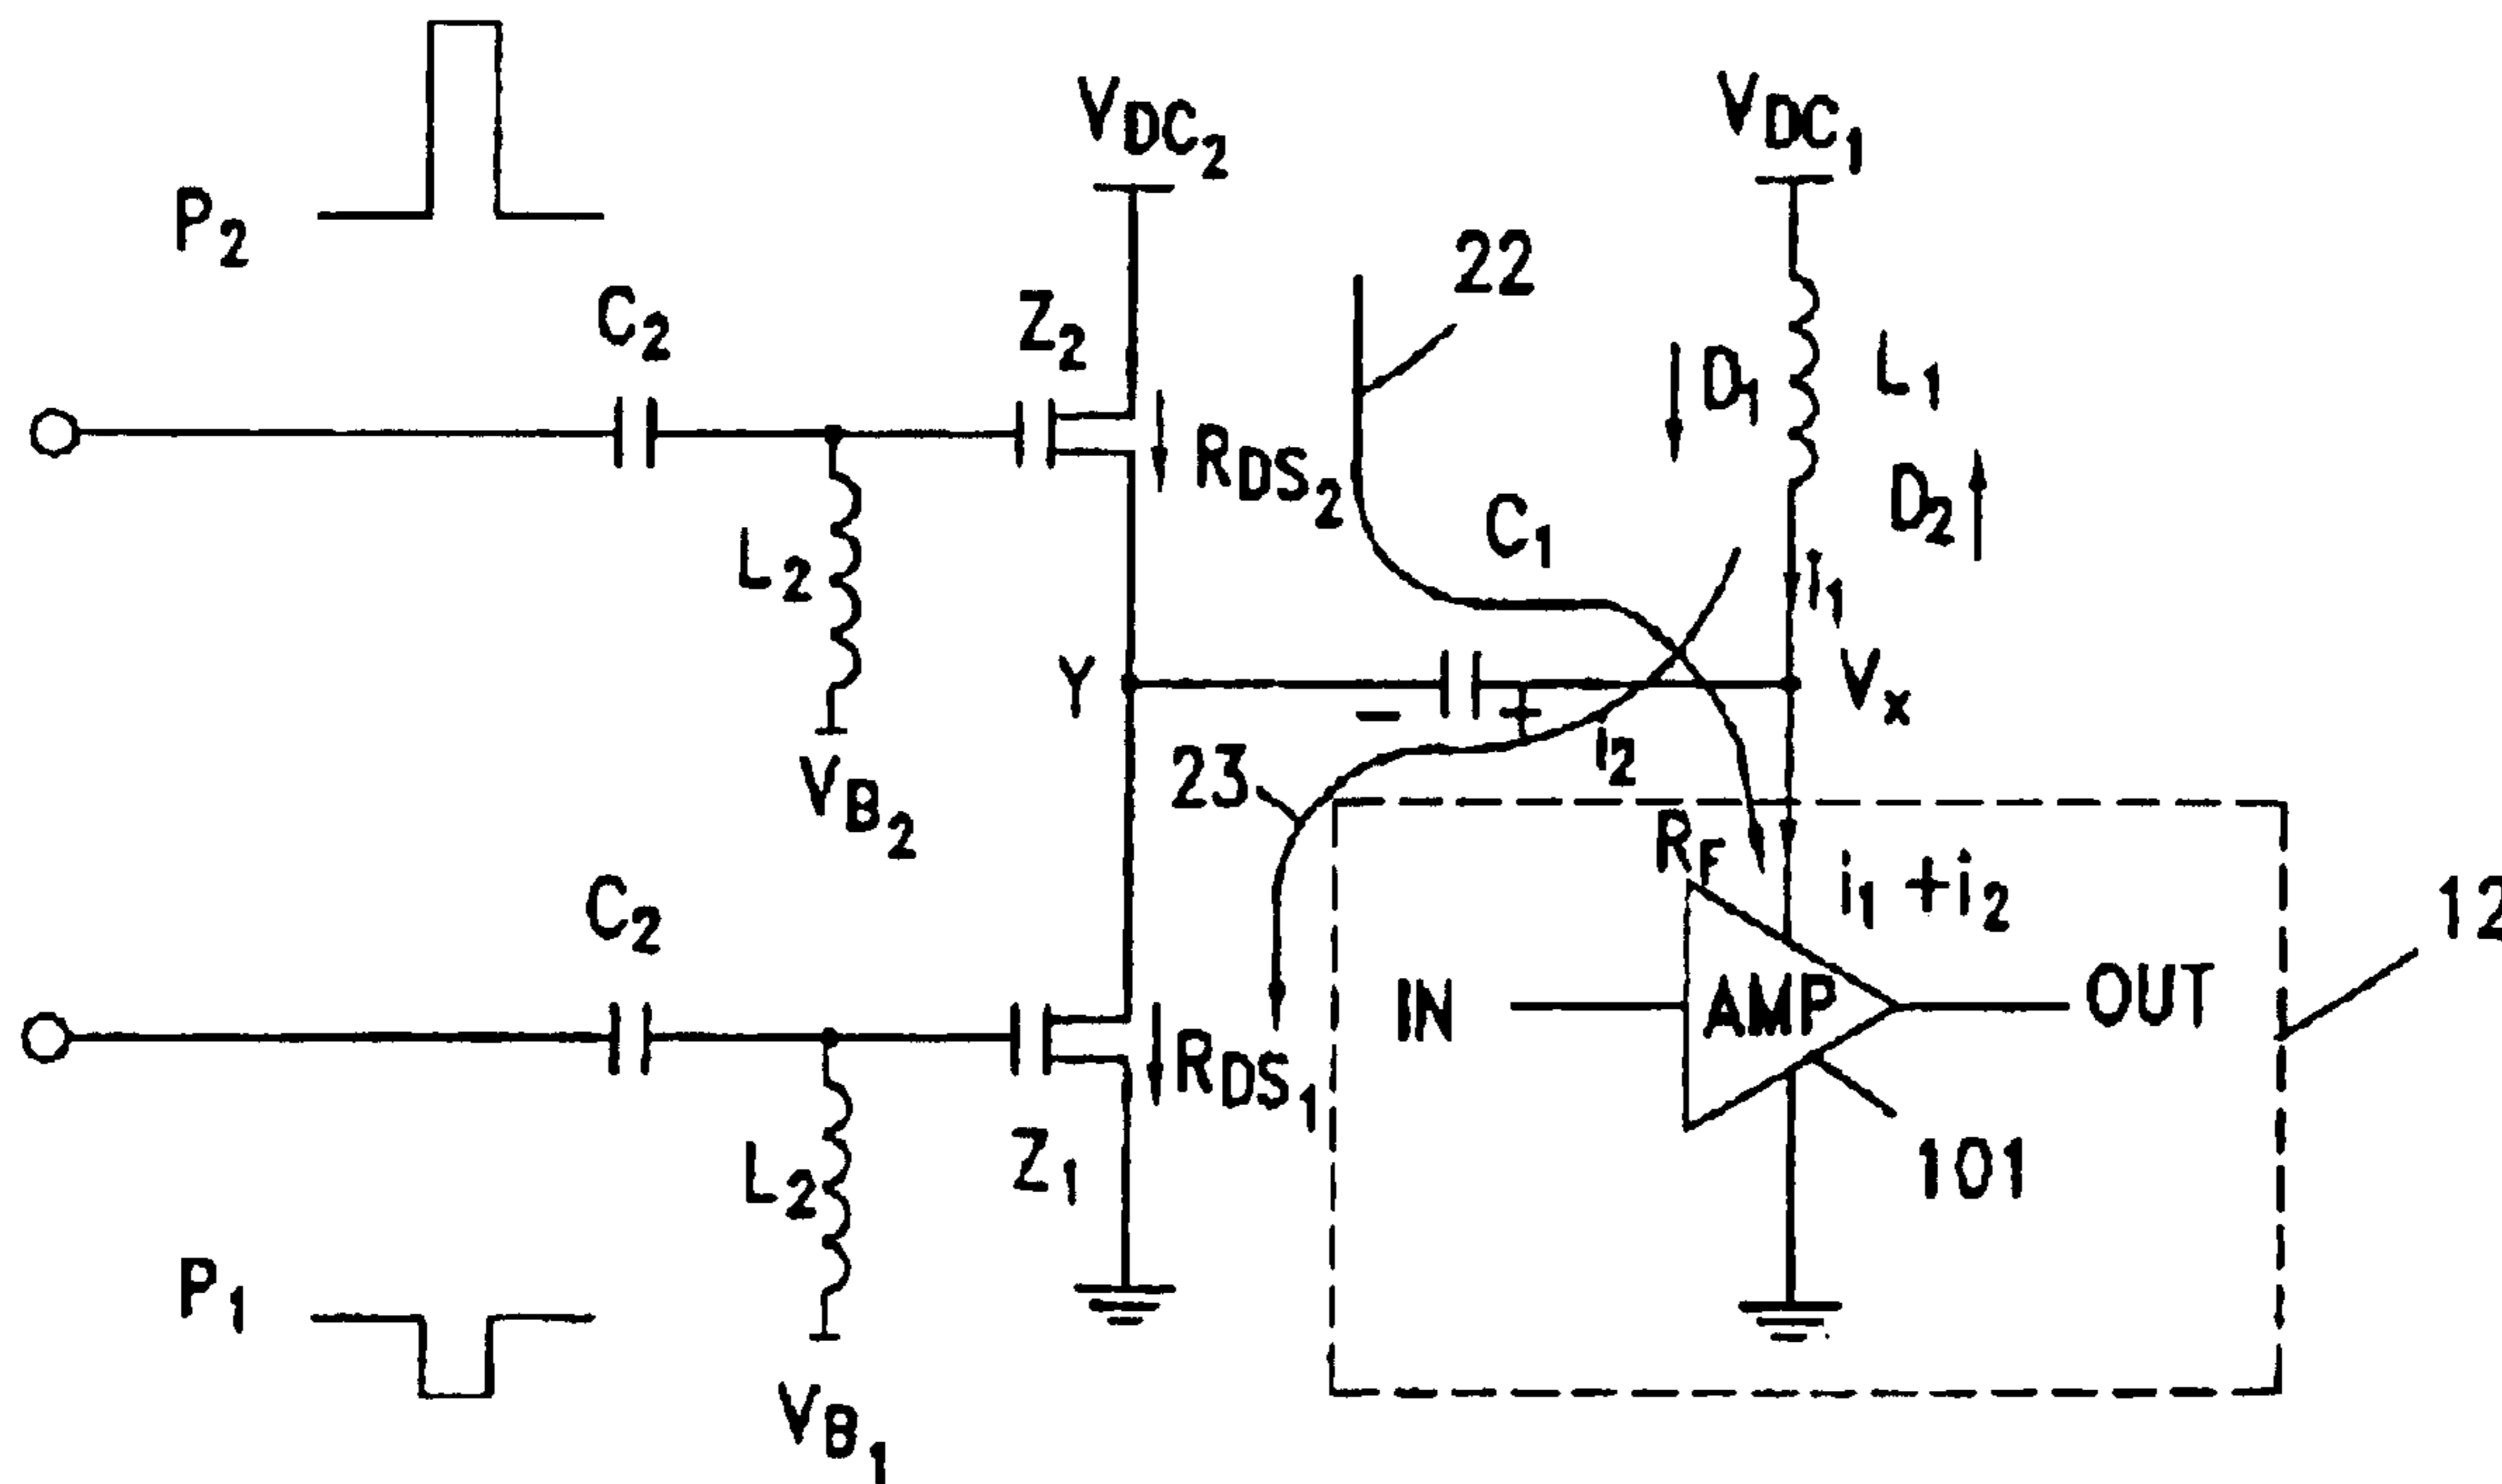 P2
VDC2
VDC1
22
C2
Z2
D1
L1
RDS2
D2
C1
L2
i1
Y
Vx
−
+
i2
23
VB2
RF
i1 +i2
C2
12
IN
AMP
OUT
RDS1
L2
Z1
101
P1
VB1